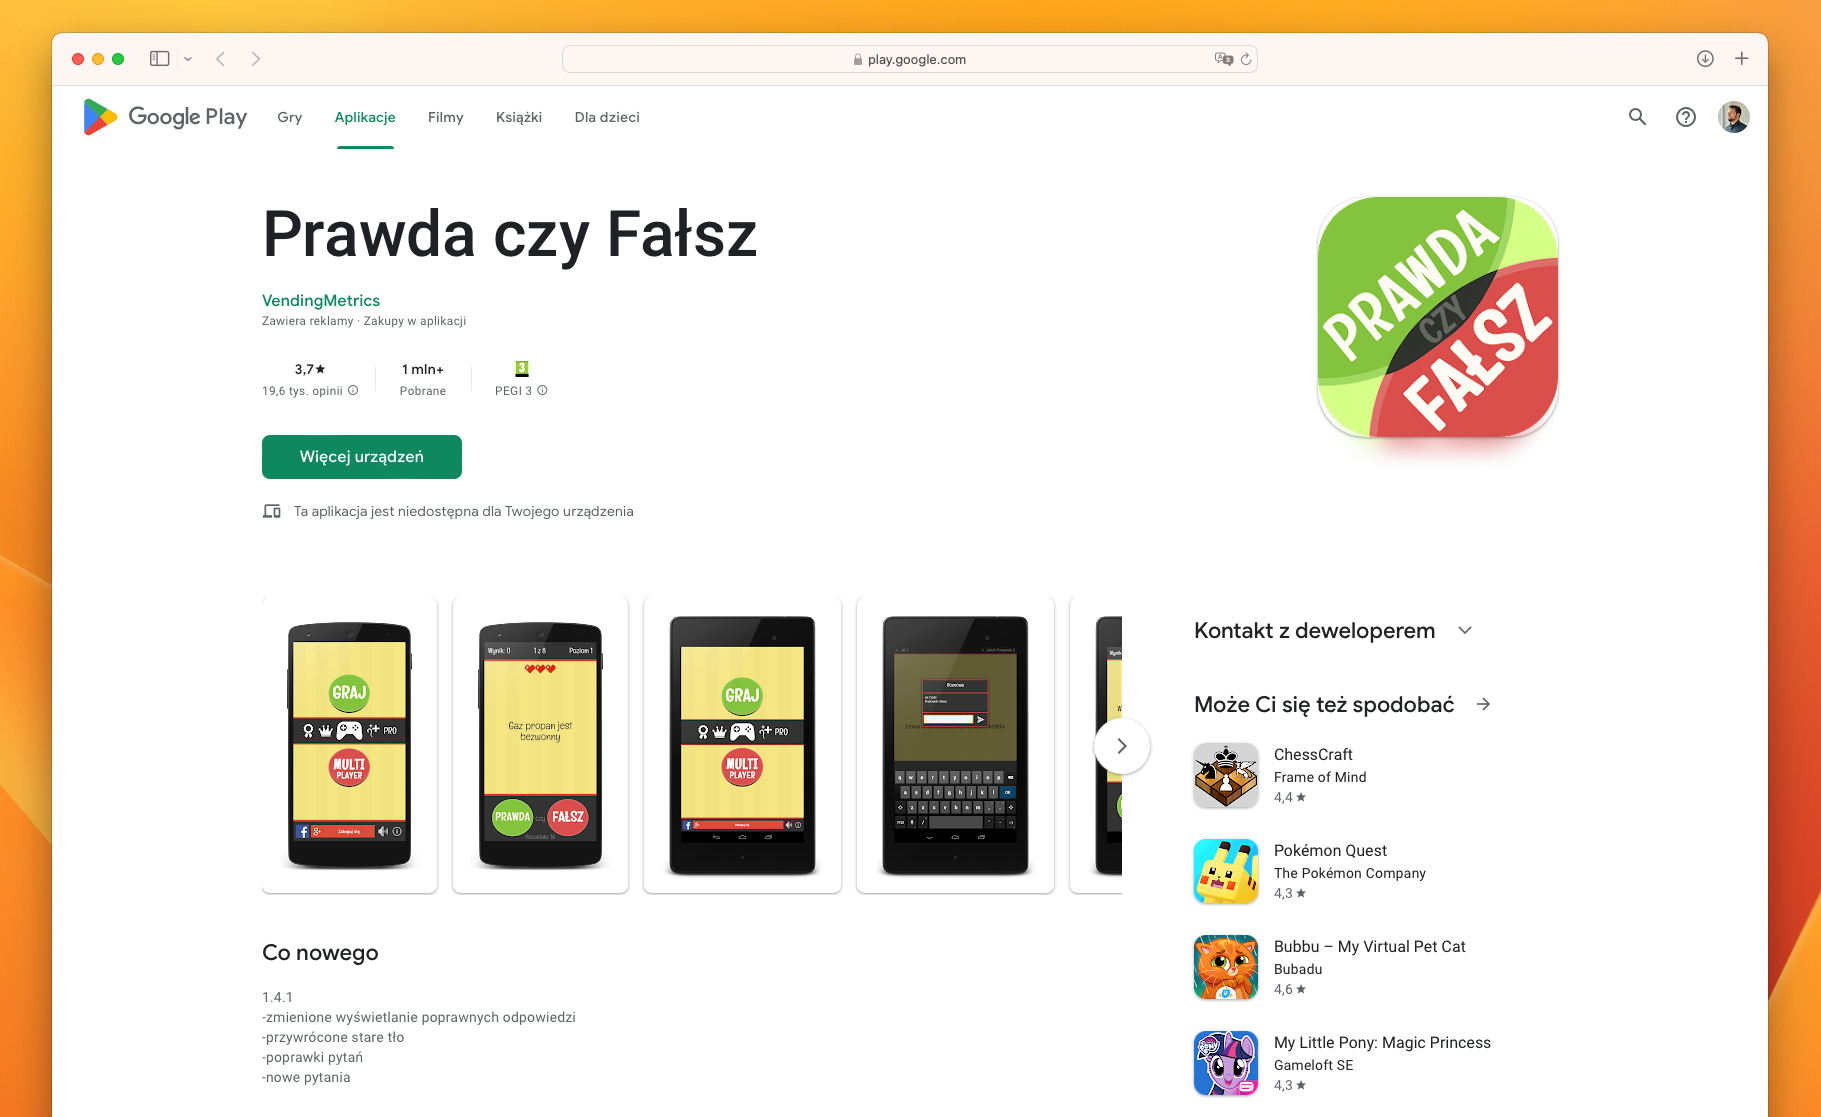 play.google.com
Google Play
Gry
Aplikacje
Filmy
Książki
Dla dzieci
Prawda czy Fałsz
VendingMetrics
Zawiera reklamy · Zakupy w aplikacji
3,7★
19,6 tys. opinii
1 mln+
Pobrane
3
PEGI 3
Więcej urządzeń
Ta aplikacja jest niedostępna dla Twojego urządzenia
PRAWDA
CZY
FAŁSZ
GRAJ
PRO
MULTI
PLAYER
Zaloguj się
Wynik: 0
1 z 8
Poziom 1
Gaz propan jest
bezwonny
PRAWDA
czy
FAŁSZ
GRAJ
PRO
MULTI
PLAYER
Zaloguj się
Rozmowa
Kontakt z deweloperem
Może Ci się też spodobać
ChessCraft
Frame of Mind
4,4 ★
Pokémon Quest
The Pokémon Company
4,3 ★
Bubbu – My Virtual Pet Cat
Bubadu
4,6 ★
My Little Pony: Magic Princess
Gameloft SE
4,3 ★
Co nowego
1.4.1
-zmienione wyświetlanie poprawnych odpowiedzi
-przywrócone stare tło
-poprawki pytań
-nowe pytania